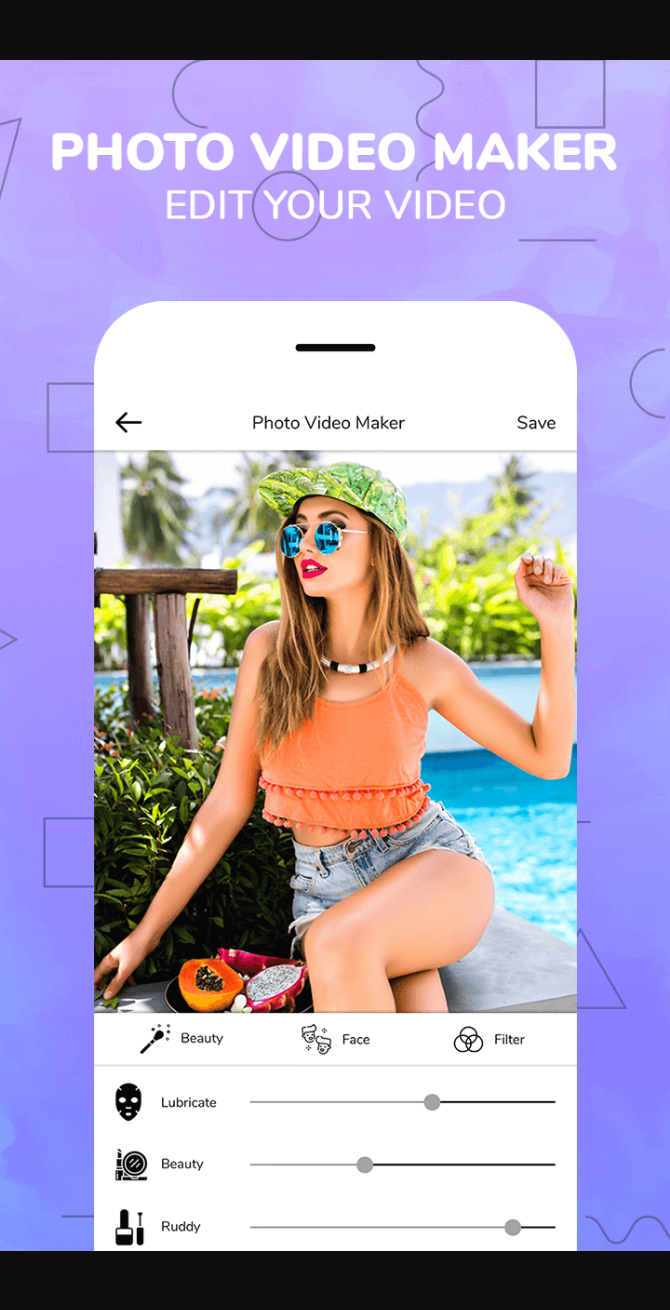 PHOTO VIDEO MAKER
EDIT YOUR VIDEO
Photo Video Maker Save
Beauty Face Filter
Lubricate
Beauty
Ruddy